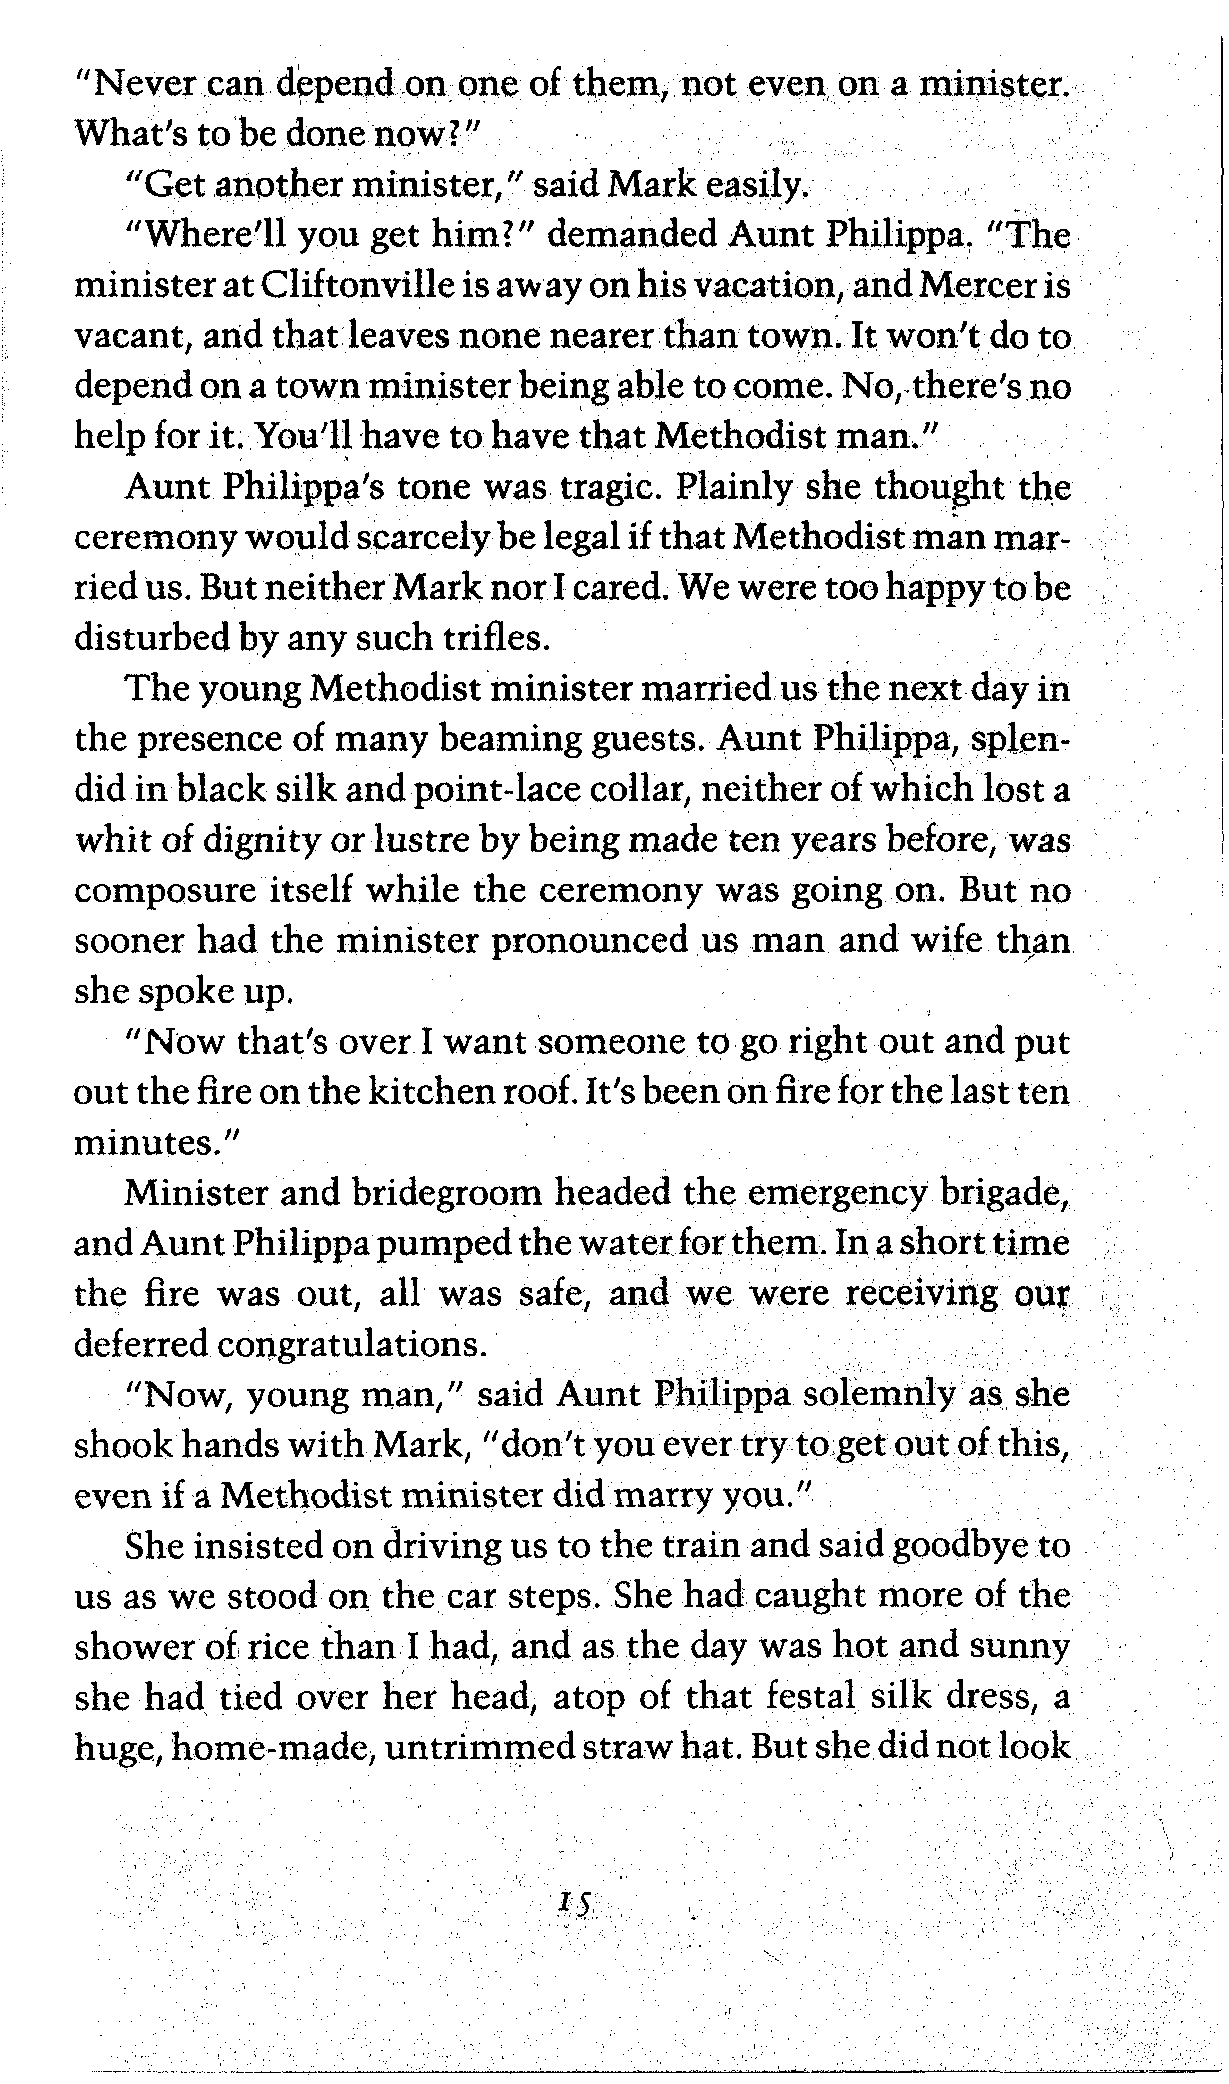 "Never can depend on one of them, not even on a minister.
What's to be done now?"
"Get another minister," said Mark easily.
"Where'll you get him?" demanded Aunt Philippa. "The
minister at Cliftonville is away on his vacation, and Mercer is
vacant, and that leaves none nearer than town. It won't do to
depend on a town minister being able to come. No, there's no
help for it. You'll have to have that Methodist man."
Aunt Philippa's tone was tragic. Plainly she thought the
ceremony would scarcely be legal if that Methodist man mar-
ried us. But neither Mark nor I cared. We were too happy to be
disturbed by any such trifles.
The young Methodist minister married us the next day in
the presence of many beaming guests. Aunt Philippa, splen-
did in black silk and point-lace collar, neither of which lost a
whit of dignity or lustre by being made ten years before, was
composure itself while the ceremony was going on. But no
sooner had the minister pronounced us man and wife than
she spoke up.
"Now that's over I want someone to go right out and put
out the fire on the kitchen roof. It's been on fire for the last ten
minutes."
Minister and bridegroom headed the emergency brigade,
and Aunt Philippa pumped the water for them. In a short time
the fire was out, all was safe, and we were receiving our
deferred congratulations.
"Now, young man," said Aunt Philippa solemnly as she
shook hands with Mark, "don't you ever try to get out of this,
even if a Methodist minister did marry you."
She insisted on driving us to the train and said goodbye to
us as we stood on the car steps. She had caught more of the
shower of rice than I had, and as the day was hot and sunny
she had tied over her head, atop of that festal silk dress, a
huge, home-made, untrimmed straw hat. But she did not look
15